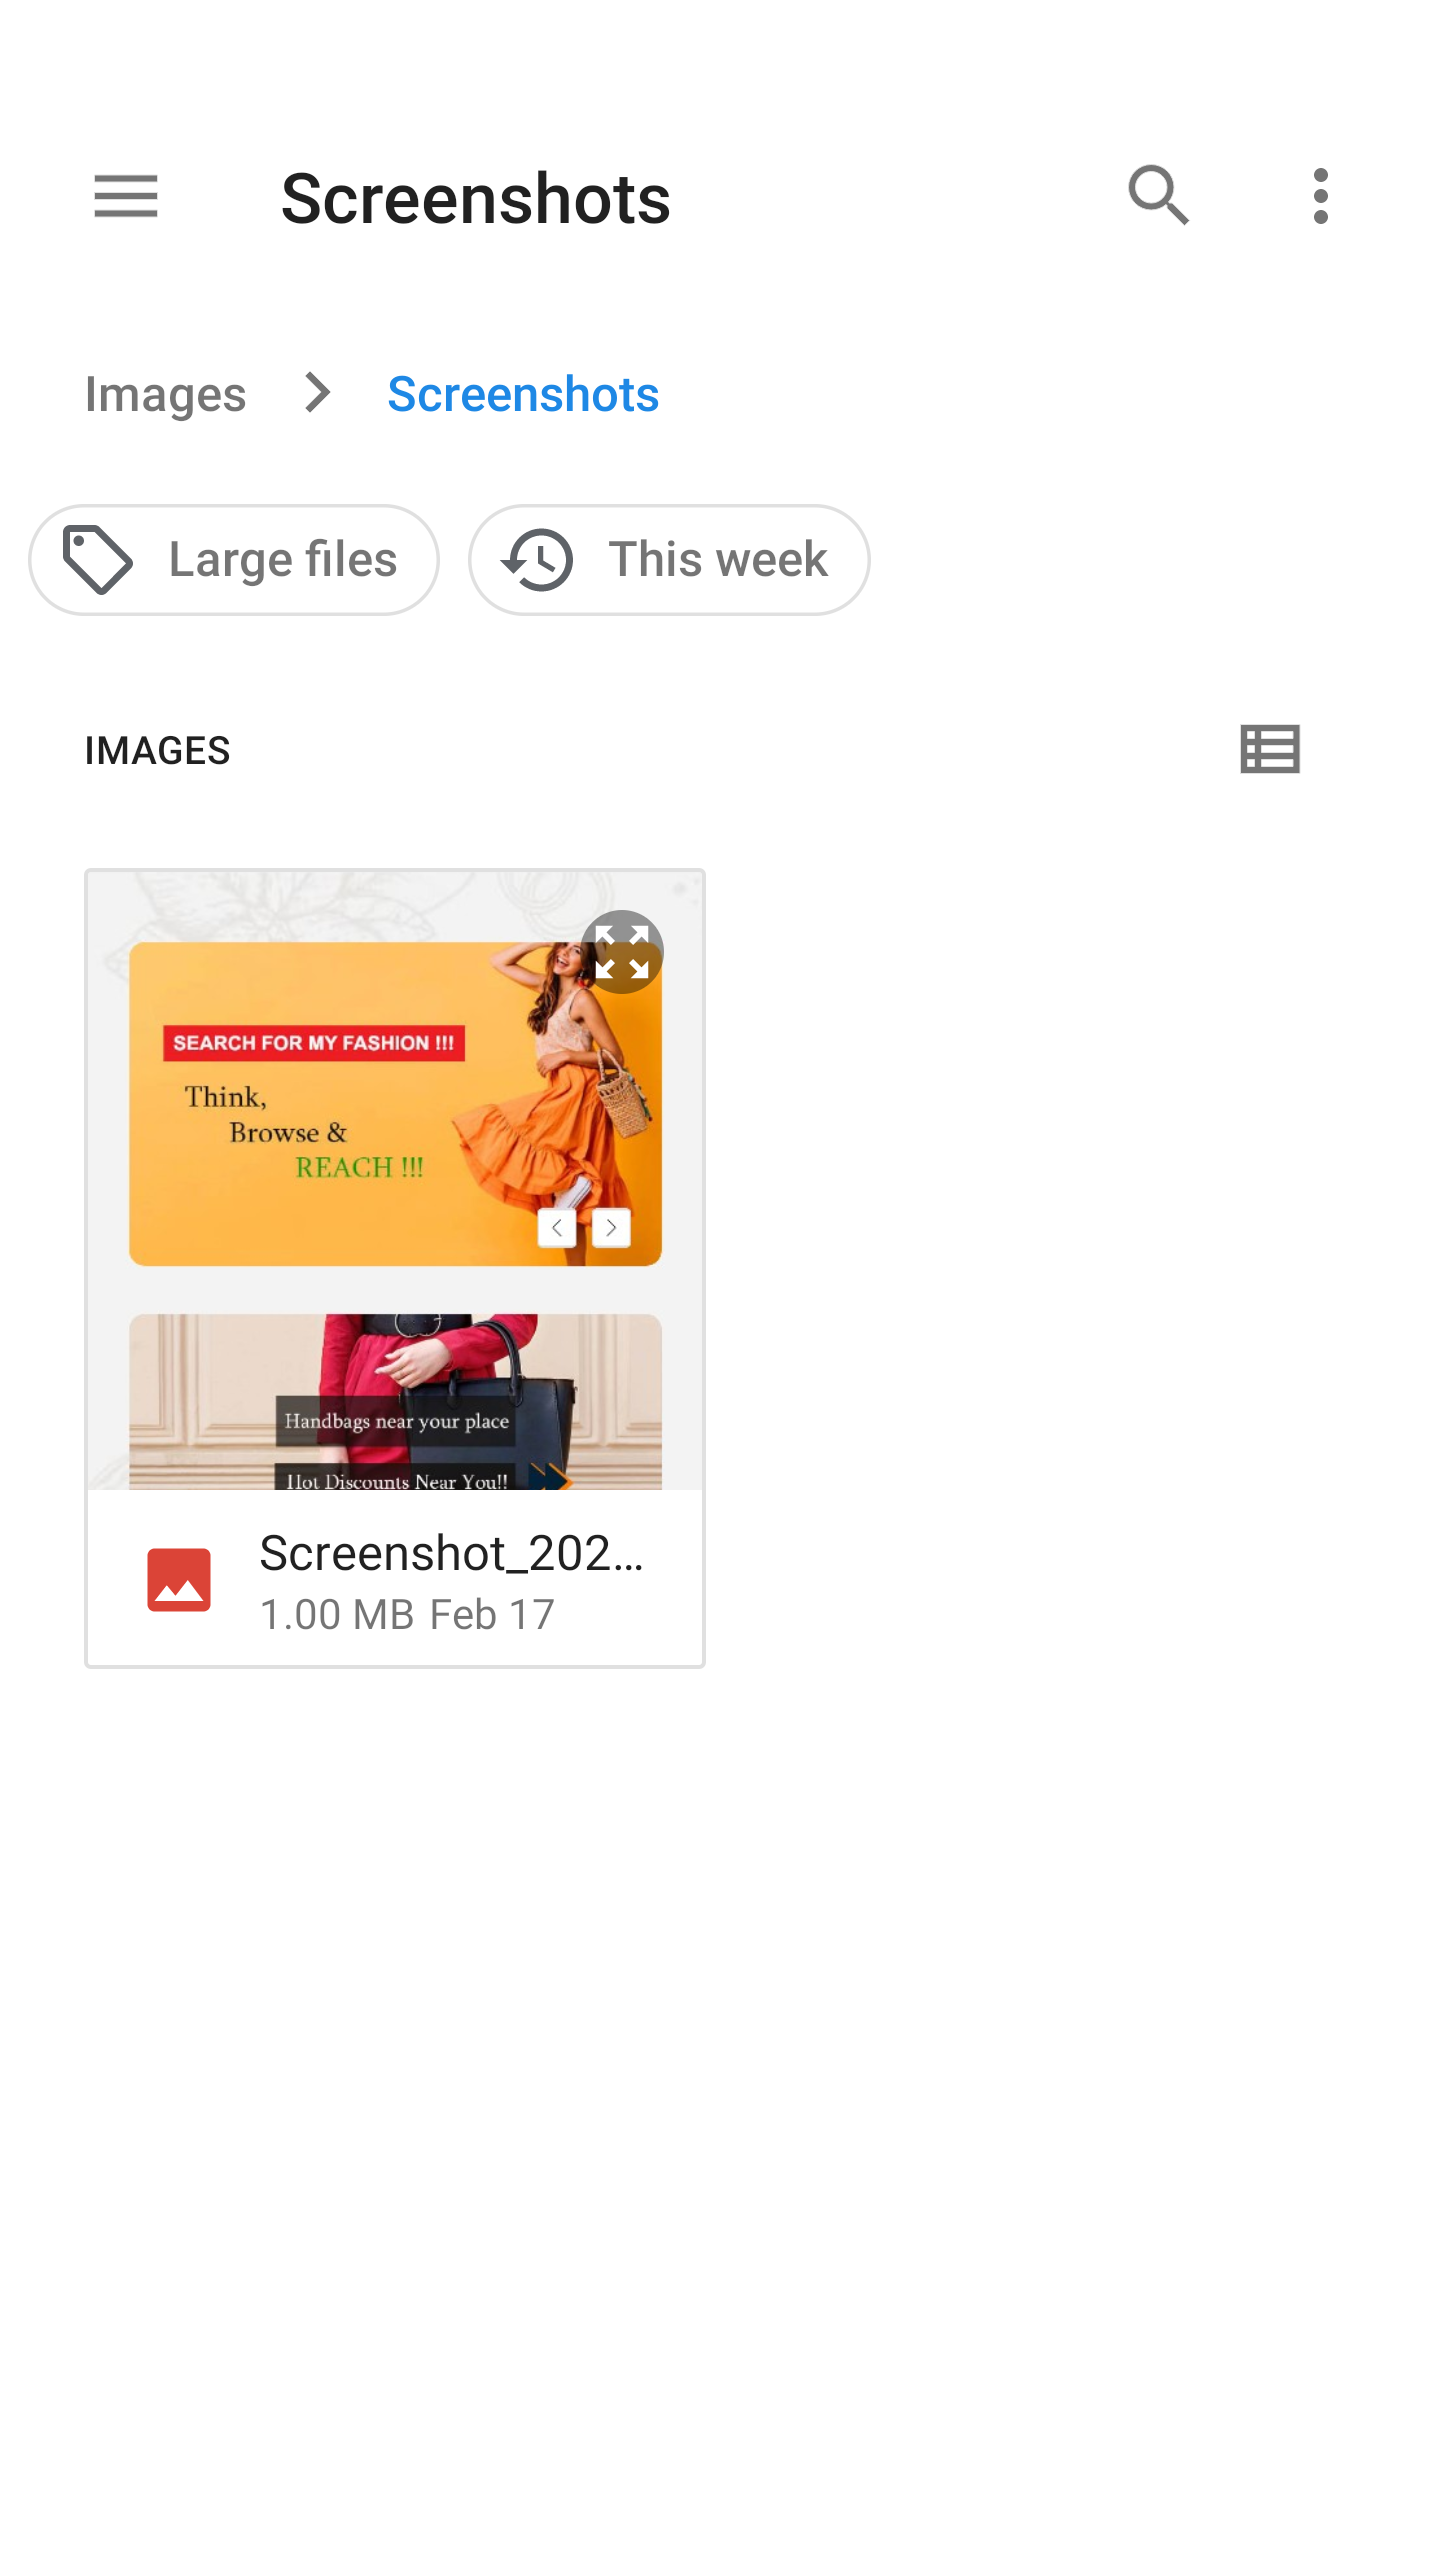 Screenshots
Images > Screenshots
Large files
This week
IMAGES
SEARCH FOR MY FASHION !!!
Think,
Browse &
REACH !!!
Handbags near your place
Hot Discounts Near You!!
Screenshot_202...
1.00 MB Feb 17